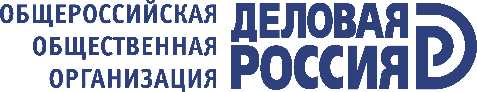 ОБЩЕРОССИЙСКАЯ
ОБЩЕСТВЕННАЯ
ОРГАНИЗАЦИЯ
ДЕЛОВАЯ
РОССИЯ